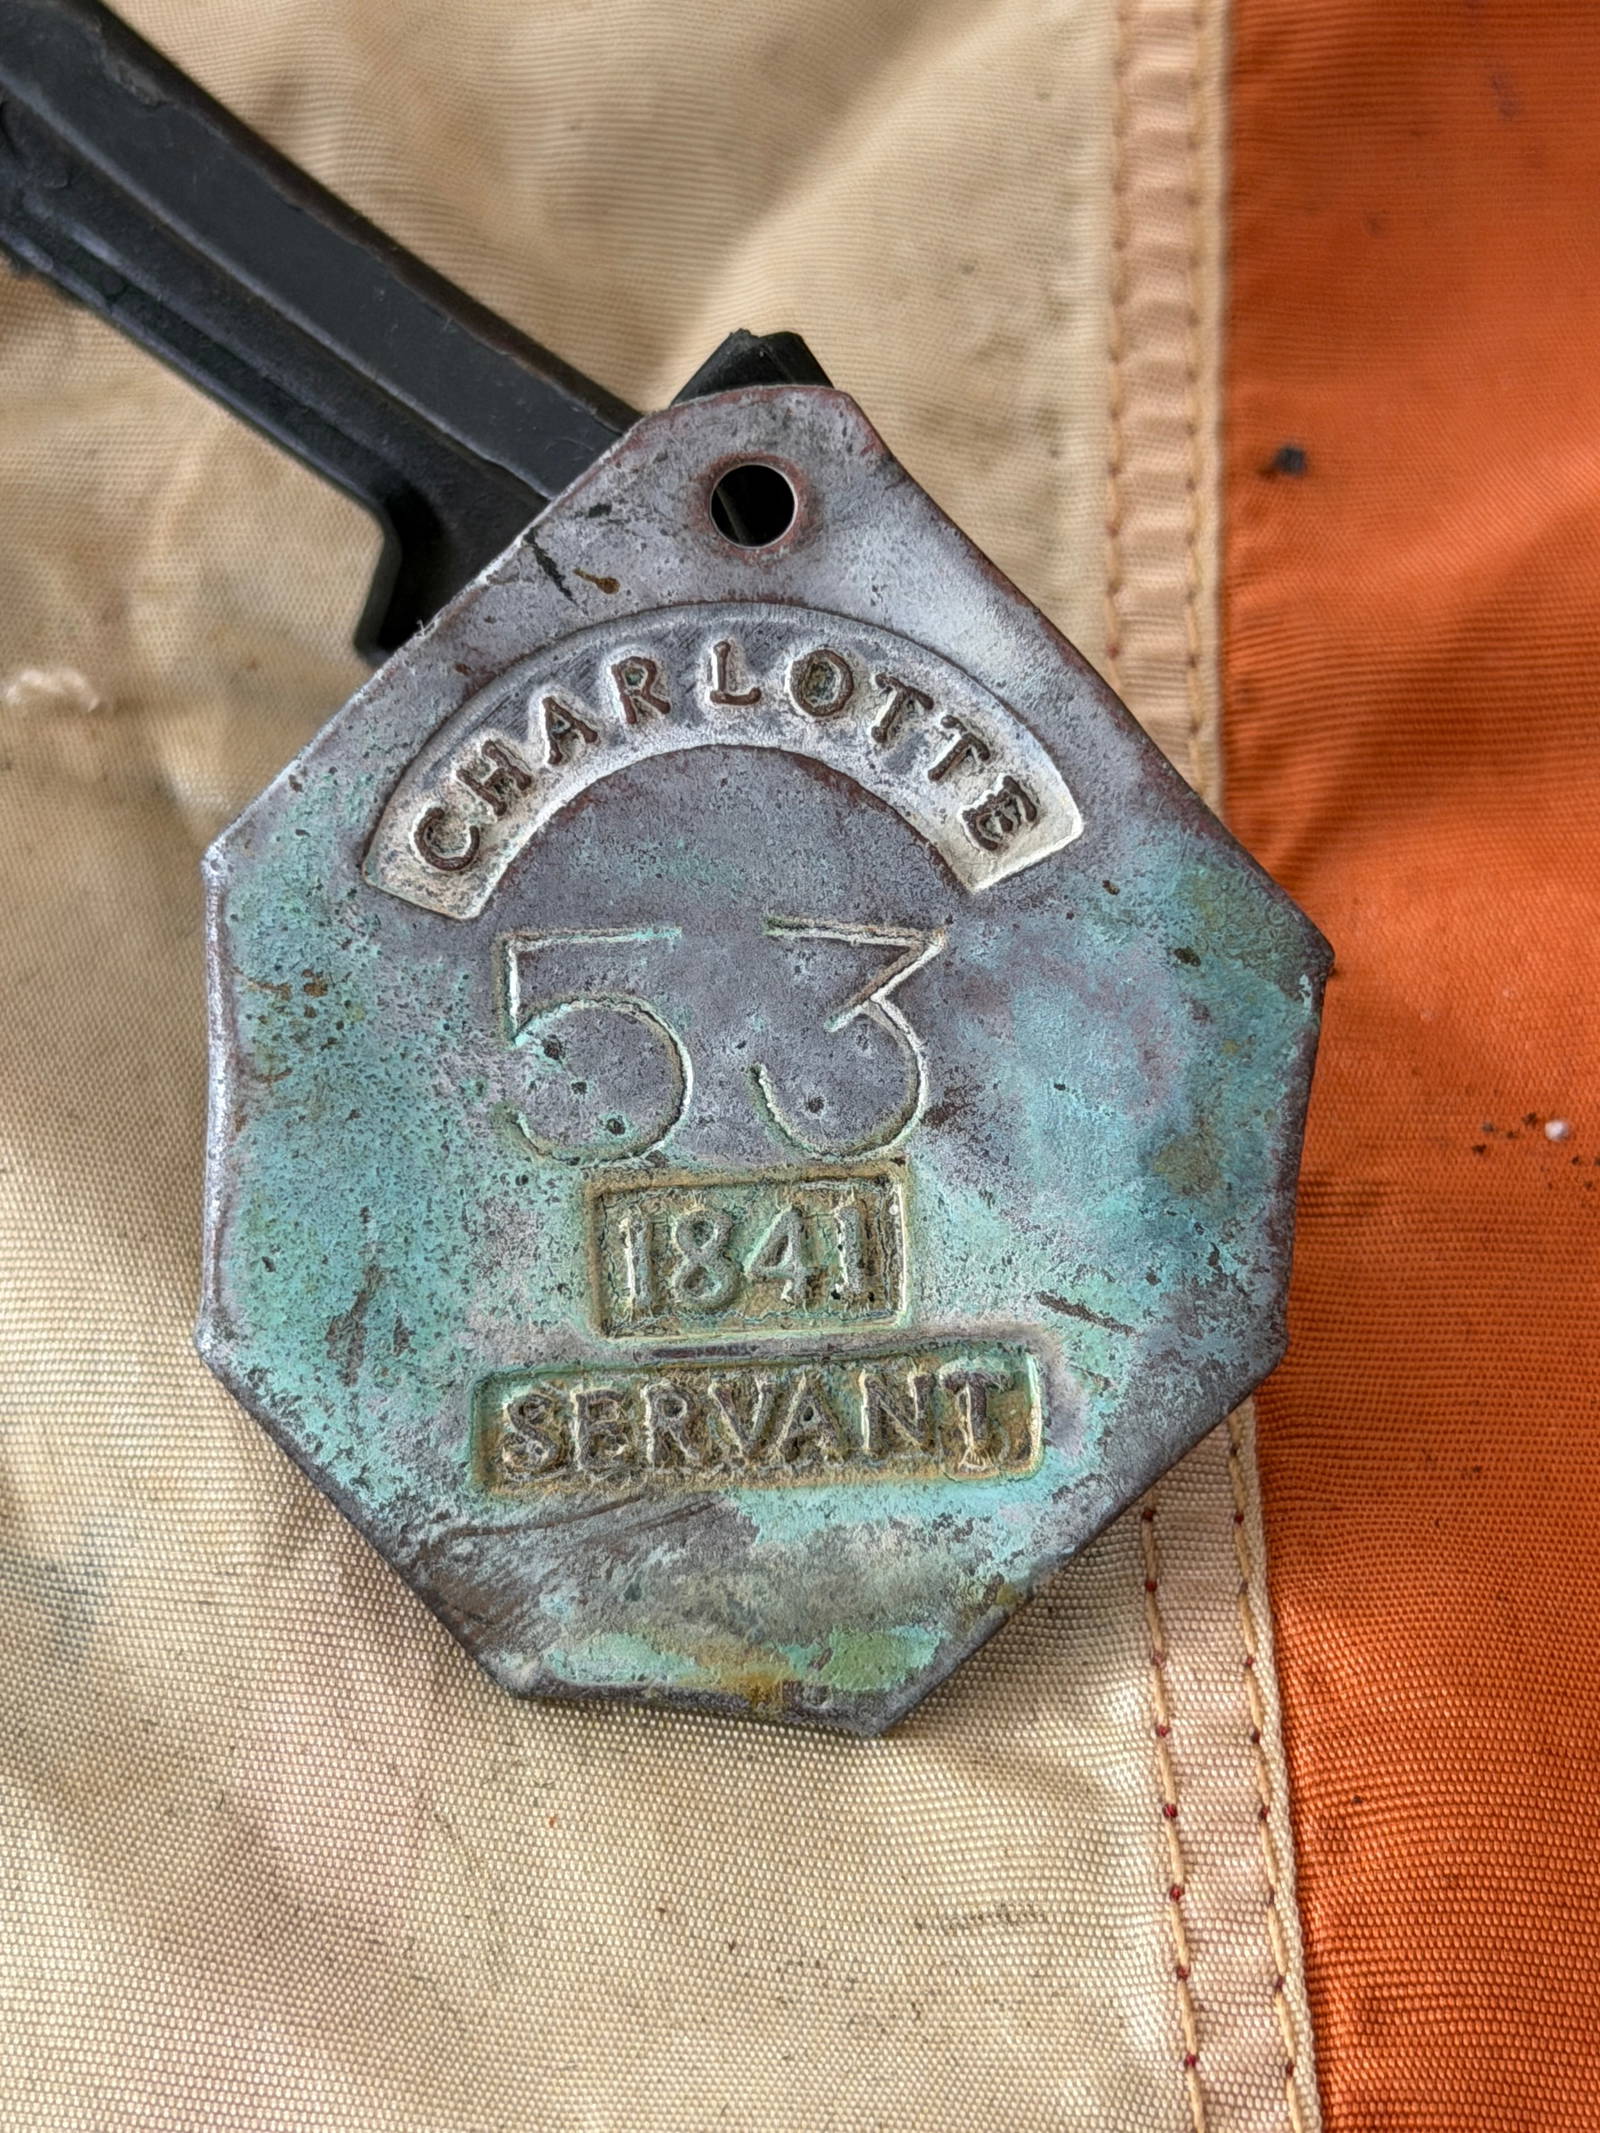 CHARLOTTE
53
1841
SERVANT